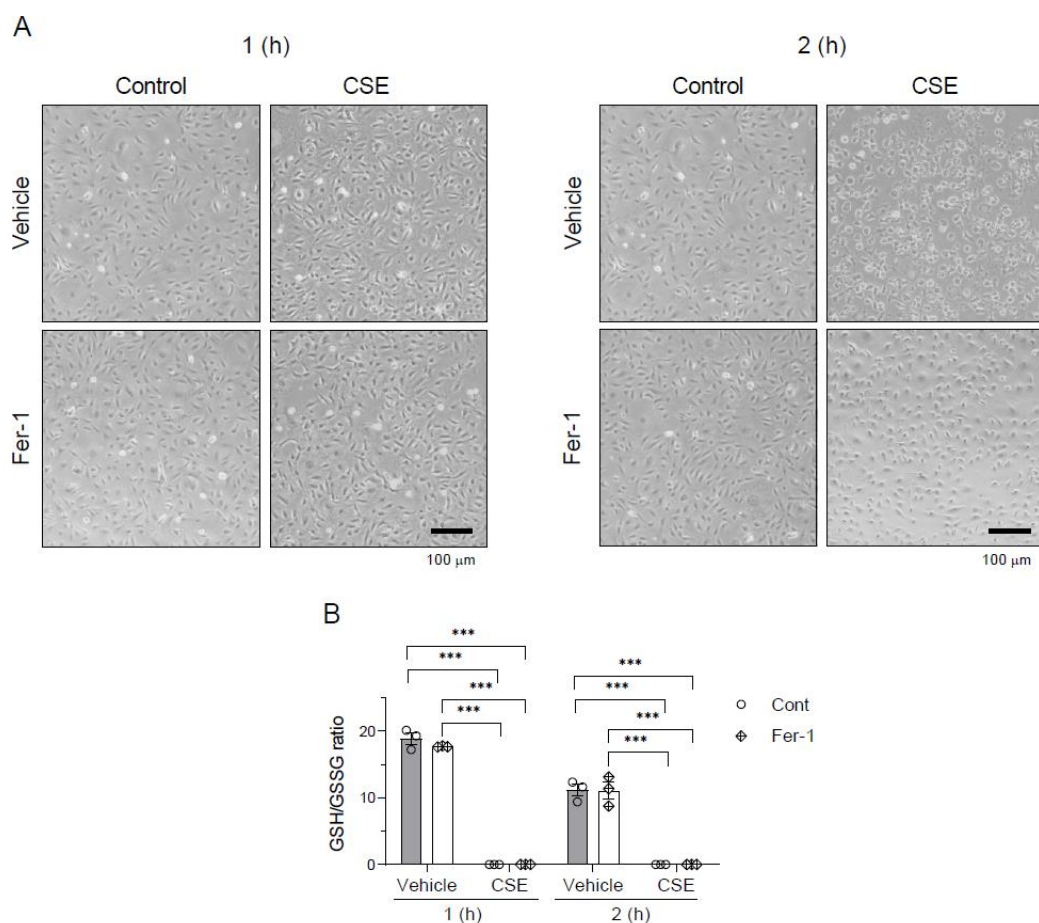 A
1 (h)
2 (h)
Control
CSE
Control
CSE
Vehicle
Fer-1
Vehicle
Fer-1
100 μm
100 μm
B
***
***
***
***
***
***
***
***
Cont
Fer-1
GSH/GSSG ratio
20
10
0
Vehicle
CSE
Vehicle
CSE
1 (h)
2 (h)